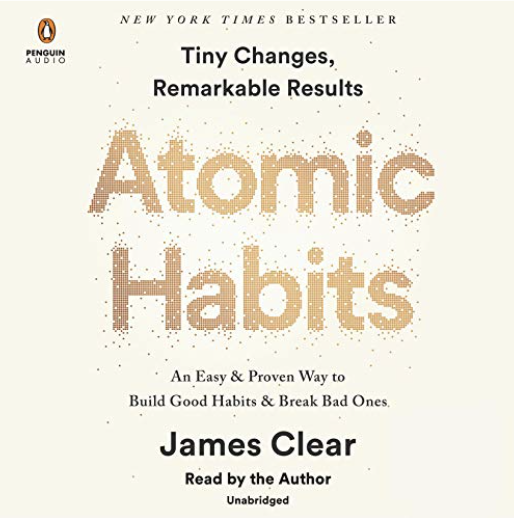 NEW YORK TIMES BESTSELLER
PENGUIN
AUDIO
Tiny Changes,
Remarkable Results
Atomic
Habits
An Easy & Proven Way to
Build Good Habits & Break Bad Ones
James Clear
Read by the Author
Unabridged